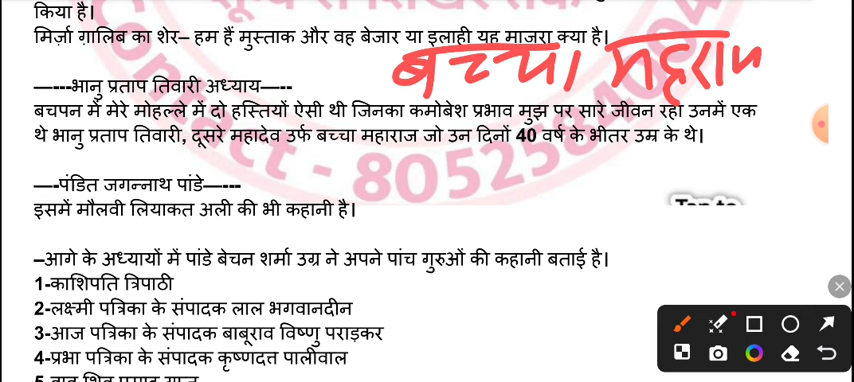 किया है।
मिर्ज़ा ग़ालिब का शेर– हम हैं मुस्ताक और वह बेजार या इलाही यह माजरा क्या है।
बच्चा महराज
—---भानु प्रताप तिवारी अध्याय—--
बचपन में मेरे मोहल्ले में दो हस्तियों ऐसी थी जिनका कमोबेश प्रभाव मुझ पर सारे जीवन रहा उनमें एक
थे भानु प्रताप तिवारी, दूसरे महादेव उर्फ बच्चा महाराज जो उन दिनों 40 वर्ष के भीतर उम्र के थे।
—-पंडित जगन्नाथ पांडे—---
इसमें मौलवी लियाकत अली की भी कहानी है।
–आगे के अध्यायों में पांडे बेचन शर्मा उग्र ने अपने पांच गुरुओं की कहानी बताई है।
1-काशिपति त्रिपाठी
2-लक्ष्मी पत्रिका के संपादक लाल भगवानदीन
3-आज पत्रिका के संपादक बाबूराव विष्णु पराड़कर
4-प्रभा पत्रिका के संपादक कृष्णदत्त पालीवाल
Contact - 8052558404